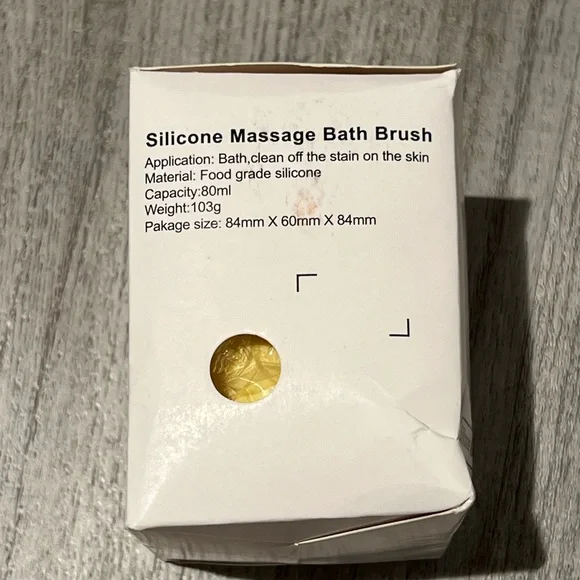 Silicone Massage Bath Brush
Application: Bath,clean off the stain on the skin
Material: Food grade silicone
Capacity:80ml
Weight:103g
Pakage size: 84mm X 60mm X 84mm